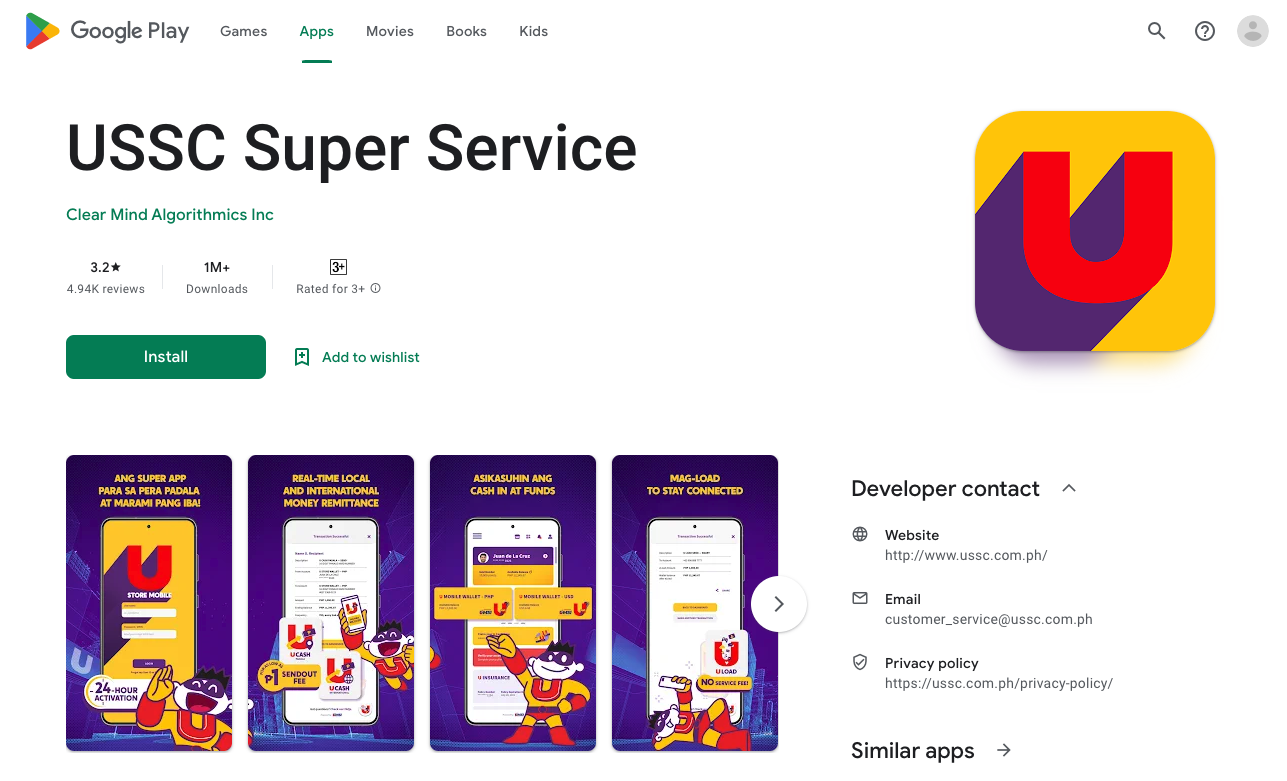 Google Play
Games
Apps
Movies
Books
Kids
USSC Super Service
Clear Mind Algorithmics Inc
3.2★
4.94K reviews
1M+
Downloads
3+
Rated for 3+
Install
Add to wishlist
ANG SUPER APP
PARA SA PERA PADALA
AT MARAMI PANG IBA!
U
STORE MOBILE
LOGIN
24-HOUR
ACTIVATION
REAL-TIME LOCAL
AND INTERNATIONAL
MONEY REMITTANCE
Transaction Successful
U CASH
₱1 SENDOUT
FEE
U CASH
ASIKASUHIN ANG
CASH IN AT FUNDS
Juan de La Cruz
U MOBILE WALLET - PHP
U MOBILE WALLET - USD
U INSURANCE
MAG-LOAD
TO STAY CONNECTED
Transaction Successful
U LOAD
NO SERVICE FEE!
Developer contact
Website
http://www.ussc.com.ph/
Email
customer_service@ussc.com.ph
Privacy policy
https://ussc.com.ph/privacy-policy/
Similar apps